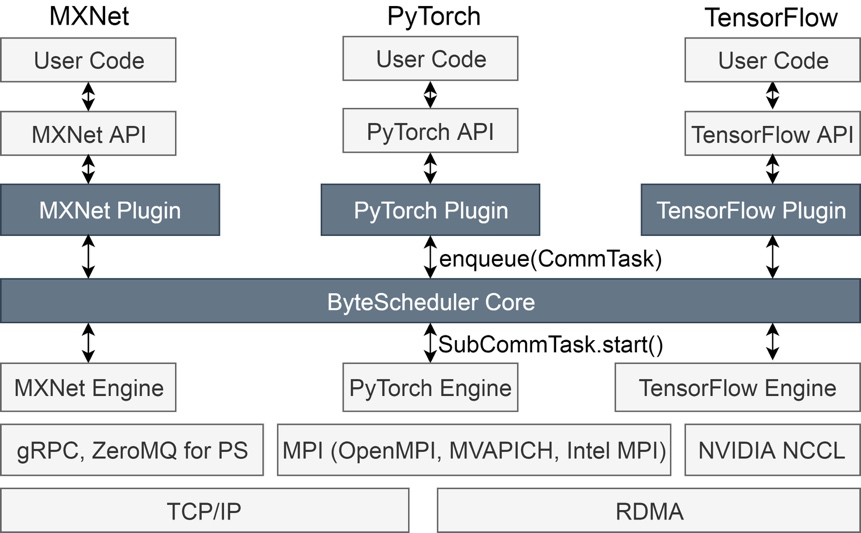 MXNet
PyTorch
TensorFlow
User Code
User Code
User Code
MXNet API
PyTorch API
TensorFlow API
MXNet Plugin
PyTorch Plugin
TensorFlow Plugin
enqueue(CommTask)
ByteScheduler Core
SubCommTask.start()
MXNet Engine
PyTorch Engine
TensorFlow Engine
gRPC, ZeroMQ for PS
MPI (OpenMPI, MVAPICH, Intel MPI)
NVIDIA NCCL
TCP/IP
RDMA